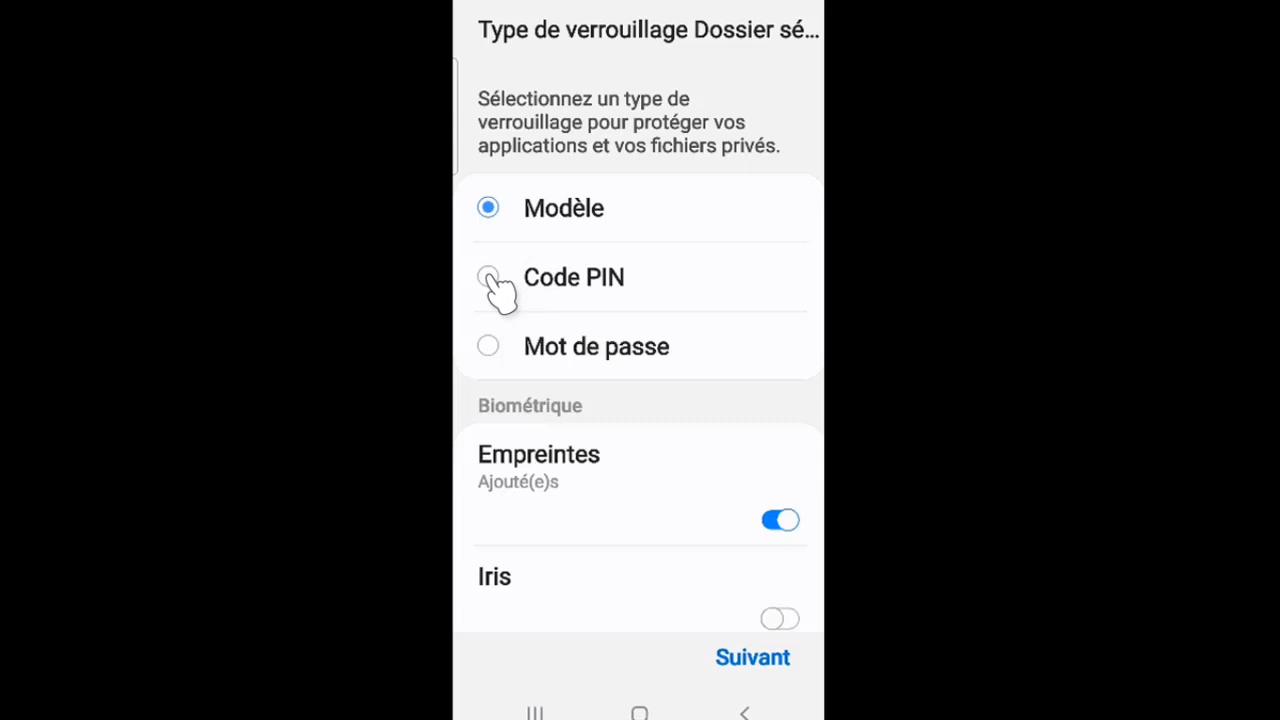 Type de verrouillage Dossier sé...
Sélectionnez un type de
verrouillage pour protéger vos
applications et vos fichiers privés.
Modèle
Code PIN
Mot de passe
Biométrique
Empreintes
Ajouté(e)s
Iris
Suivant